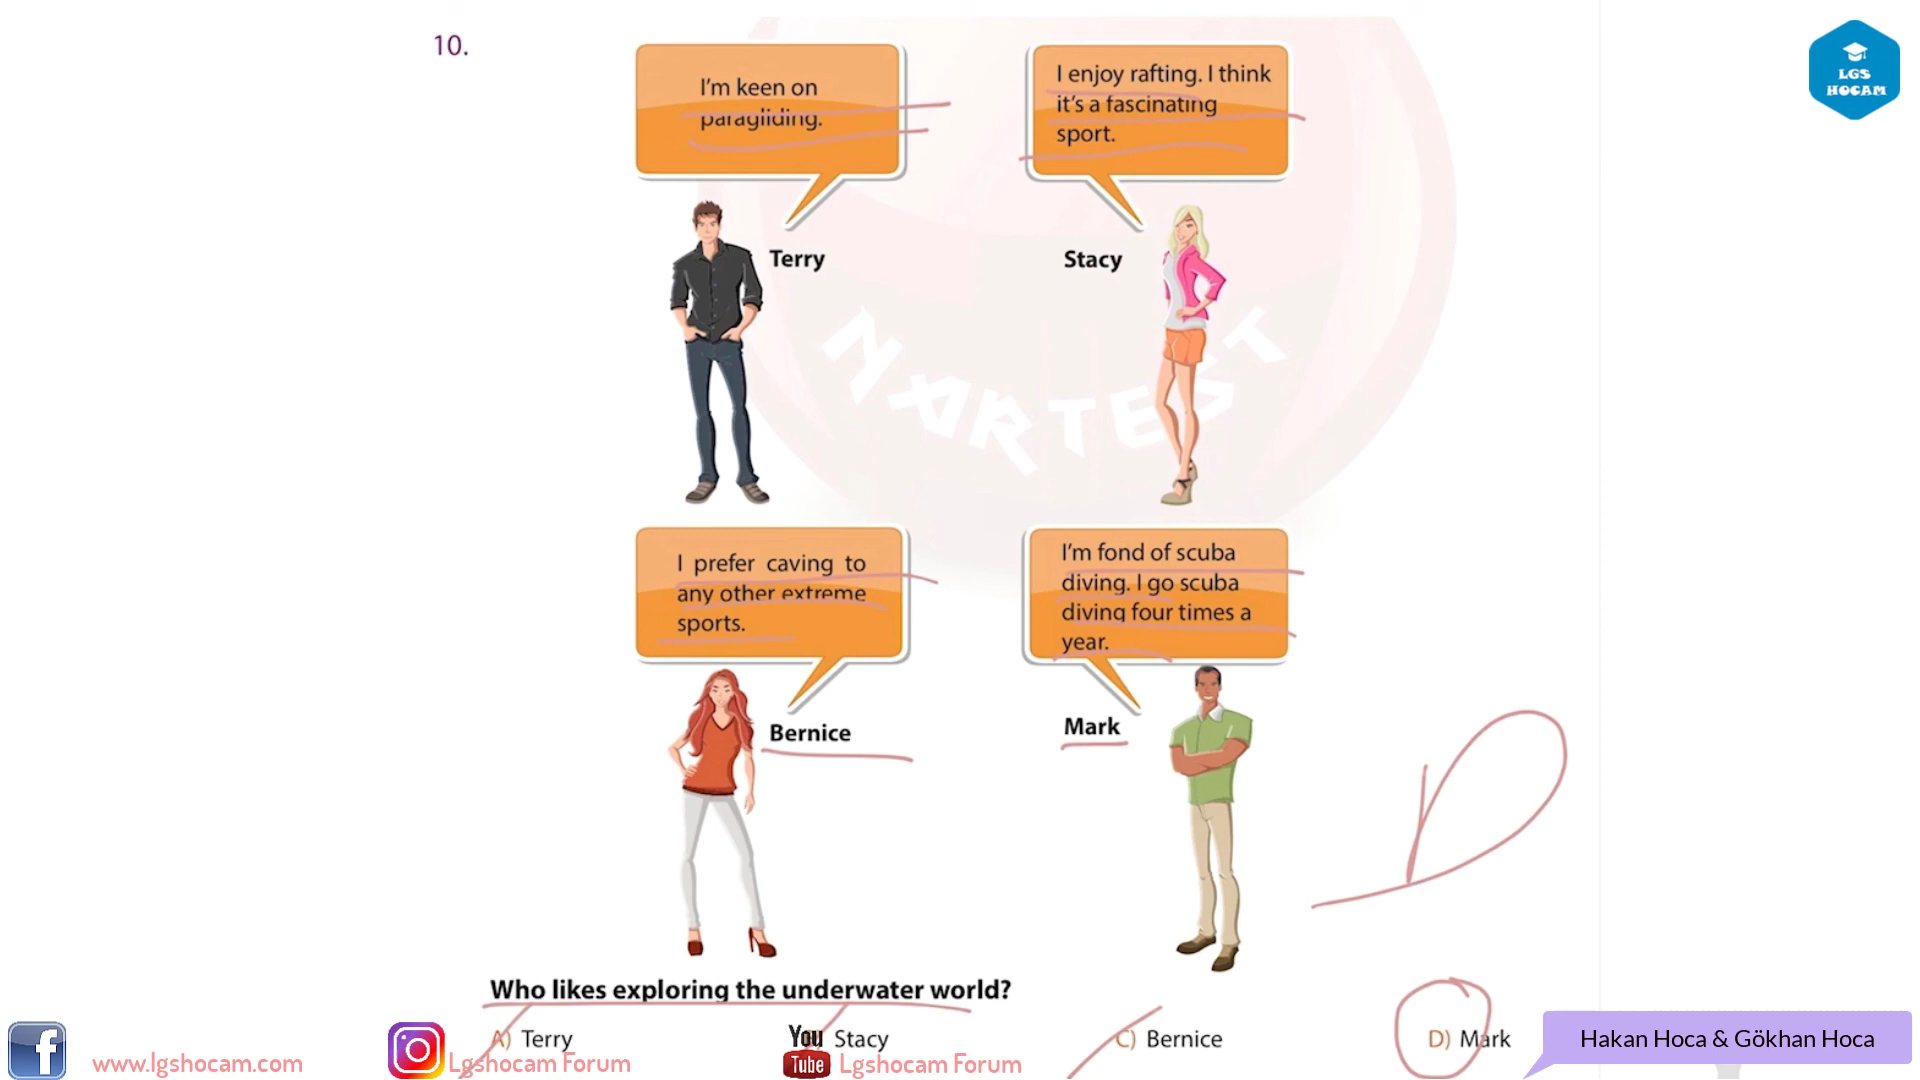 10.
I'm keen on
paragliding.
I enjoy rafting. I think
it's a fascinating
sport.
LGS
HOCAM
Terry
Stacy
NARTEST
I prefer caving to
any other extreme
sports.
I'm fond of scuba
diving. I go scuba
diving four times a
year.
Bernice
Mark
D
Who likes exploring the underwater world?
A) Terry
Stacy
C) Bernice
D) Mark
f
www.lgshocam.com
Lgshocam Forum
You
Tube
Lgshocam Forum
Hakan Hoca & Gökhan Hoca